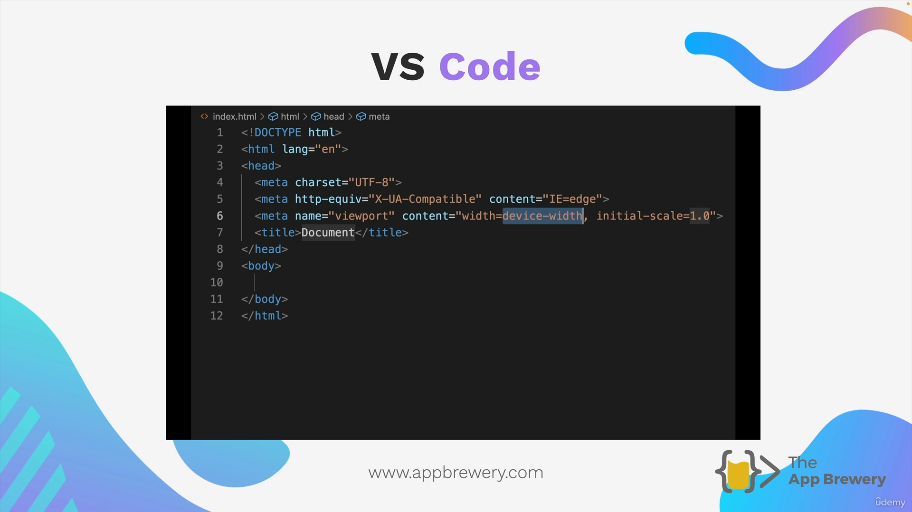 VS Code
index.html > html > head > meta
1 <!DOCTYPE html>
2 <html lang="en">
3 <head>
4 <meta charset="UTF-8">
5 <meta http-equiv="X-UA-Compatible" content="IE=edge">
6 <meta name="viewport" content="width=device-width, initial-scale=1.0">
7 <title>Document</title>
8 </head>
9 <body>
10
11 </body>
12 </html>
www.appbrewery.com
The
App Brewery
udemy